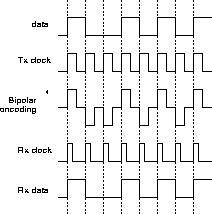 data
Tx clock
Bipolar
encoding
Rx clock
Rx data